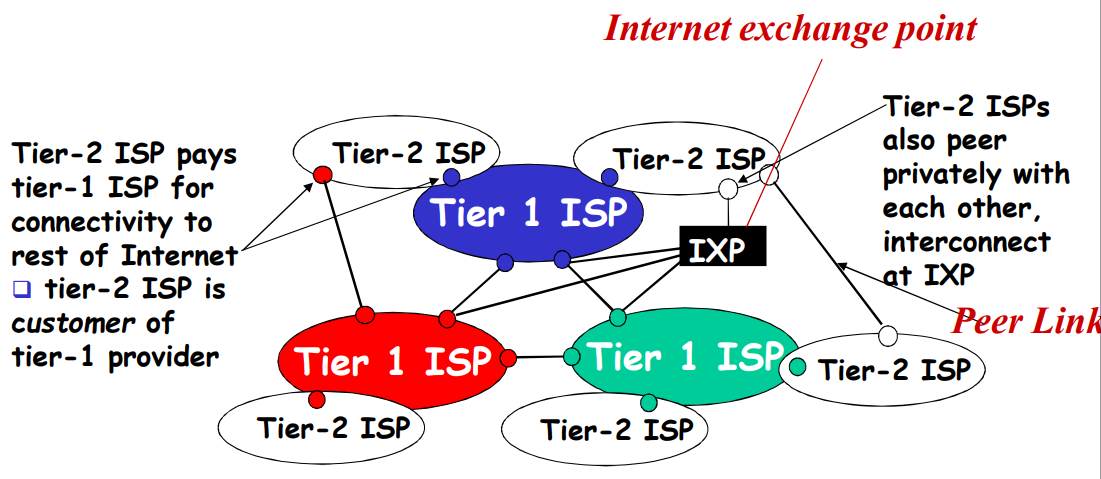 Internet exchange point
Tier-2 ISP pays
tier-1 ISP for
connectivity to
rest of Internet
❑ tier-2 ISP is
customer of
tier-1 provider
Tier-2 ISP
Tier-2 ISP
Tier-2 ISPs
also peer
privately with
each other,
interconnect
at IXP
Tier 1 ISP
IXP
Peer Link
Tier 1 ISP
Tier 1 ISP
Tier-2 ISP
Tier-2 ISP
Tier-2 ISP